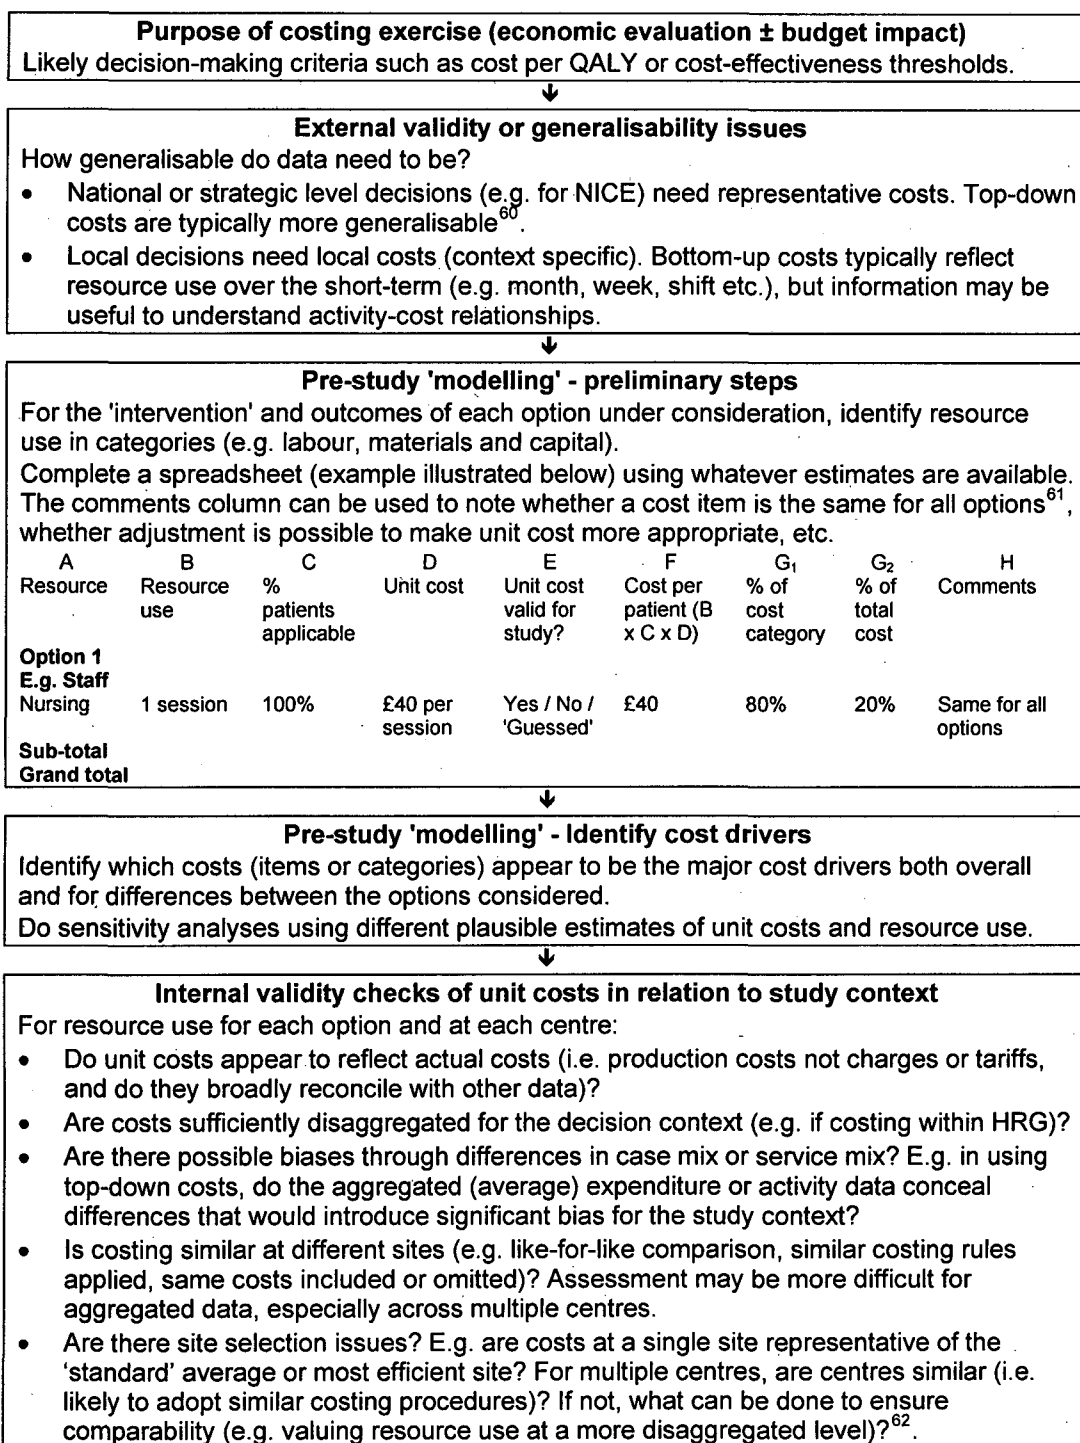 Purpose of costing exercise (economic evaluation ± budget impact)
Likely decision-making criteria such as cost per QALY or cost-effectiveness thresholds.
External validity or generalisability issues
How generalisable do data need to be?
• National or strategic level decisions (e.g. for NICE) need representative costs. Top-down
costs are typically more generalisable⁶⁰.
• Local decisions need local costs (context specific). Bottom-up costs typically reflect
resource use over the short-term (e.g. month, week, shift etc.), but information may be
useful to understand activity-cost relationships.
Pre-study 'modelling' - preliminary steps
For the 'intervention' and outcomes of each option under consideration, identify resource
use in categories (e.g. labour, materials and capital).
Complete a spreadsheet (example illustrated below) using whatever estimates are available.
The comments column can be used to note whether a cost item is the same for all options⁶¹,
whether adjustment is possible to make unit cost more appropriate, etc.
A B C D E F G₁ G₂ H
Resource Resource % Unit cost Unit cost Cost per % of % of Comments
use patients valid for patient (B cost total
applicable study? x C x D) category cost
Option 1
E.g. Staff
Nursing 1 session 100% £40 per Yes / No / £40 80% 20% Same for all
session 'Guessed' options
Sub-total
Grand total
Pre-study 'modelling' - Identify cost drivers
Identify which costs (items or categories) appear to be the major cost drivers both overall
and for differences between the options considered.
Do sensitivity analyses using different plausible estimates of unit costs and resource use.
Internal validity checks of unit costs in relation to study context
For resource use for each option and at each centre:
• Do unit costs appear to reflect actual costs (i.e. production costs not charges or tariffs,
and do they broadly reconcile with other data)?
• Are costs sufficiently disaggregated for the decision context (e.g. if costing within HRG)?
• Are there possible biases through differences in case mix or service mix? E.g. in using
top-down costs, do the aggregated (average) expenditure or activity data conceal
differences that would introduce significant bias for the study context?
• Is costing similar at different sites (e.g. like-for-like comparison, similar costing rules
applied, same costs included or omitted)? Assessment may be more difficult for
aggregated data, especially across multiple centres.
• Are there site selection issues? E.g. are costs at a single site representative of the
'standard' average or most efficient site? For multiple centres, are centres similar (i.e.
likely to adopt similar costing procedures)? If not, what can be done to ensure
comparability (e.g. valuing resource use at a more disaggregated level)?⁶².